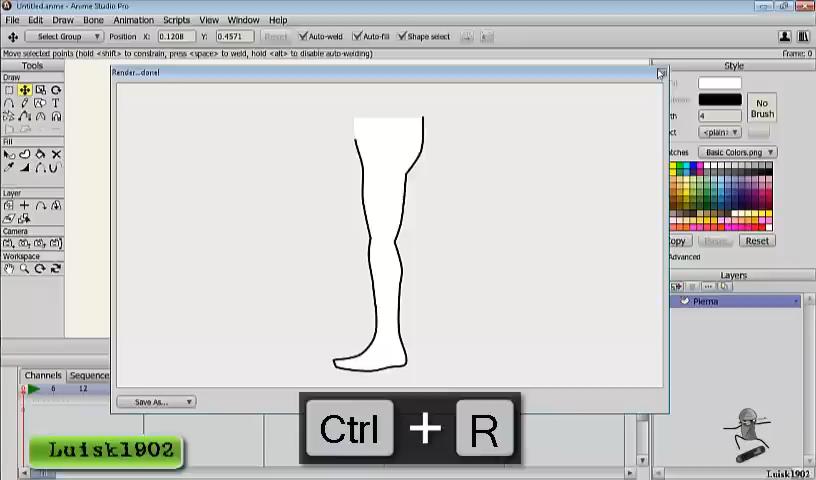 Untitled.anme - Anime Studio Pro
File Edit Draw Bone Animation Scripts View Window Help
Select Group Position X: 0.1208 Y: 0.4571 Reset Auto-weld Auto-fill Shape select
Move selected points (hold <shift> to constrain, press <space> to weld, hold <alt> to disable auto-welding) Frame: 0
Tools
Draw
Fill
Layer
Camera
Workspace
Render...done!
Save As...
Style
No Brush
4
<plain>
Basic Colors.png
Reset
Layers
Pierna
Channels Sequence
0 6 12
Ctrl + R
Luisk1902
Luisk1902